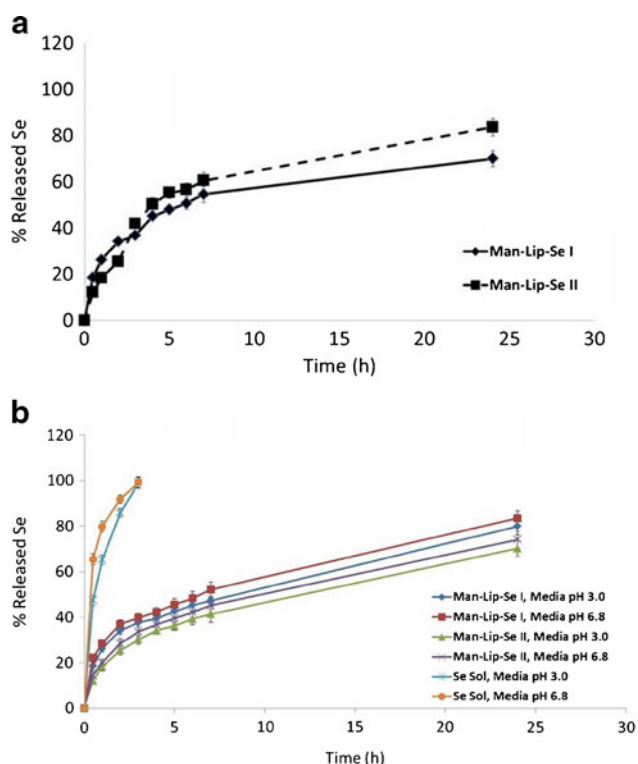 a
120
100
80
60
40
20
0
% Released Se
0 5 10 15 20 25 30
Time (h)
Man-Lip-Se I
Man-Lip-Se II
b
120
100
80
60
40
20
0
% Released Se
0 5 10 15 20 25 30
Time (h)
Man-Lip-Se I, Media pH 3.0
Man-Lip-Se I, Media pH 6.8
Man-Lip-Se II, Media pH 3.0
Man-Lip-Se II, Media pH 6.8
Se Sol, Media pH 3.0
Se Sol, Media pH 6.8